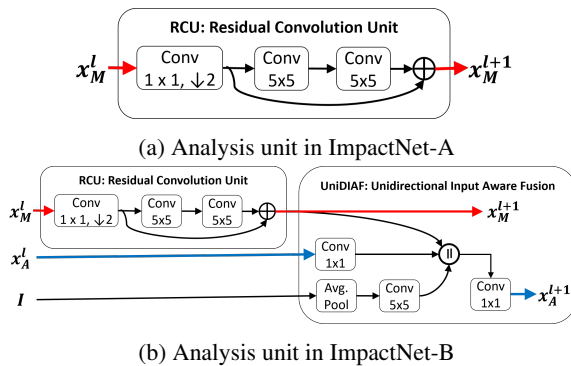 RCU: Residual Convolution Unit
x_M^l
Conv
1 x 1, ↓2
Conv
5x5
Conv
5x5
x_M^{l+1}
(a) Analysis unit in ImpactNet-A
RCU: Residual Convolution Unit
UniDIAF: Unidirectional Input Aware Fusion
x_M^l
Conv
1 x 1, ↓2
Conv
5x5
Conv
5x5
x_M^{l+1}
x_A^l
Conv
1x1
||
I
Avg.
Pool
Conv
5x5
Conv
1x1
x_A^{l+1}
(b) Analysis unit in ImpactNet-B